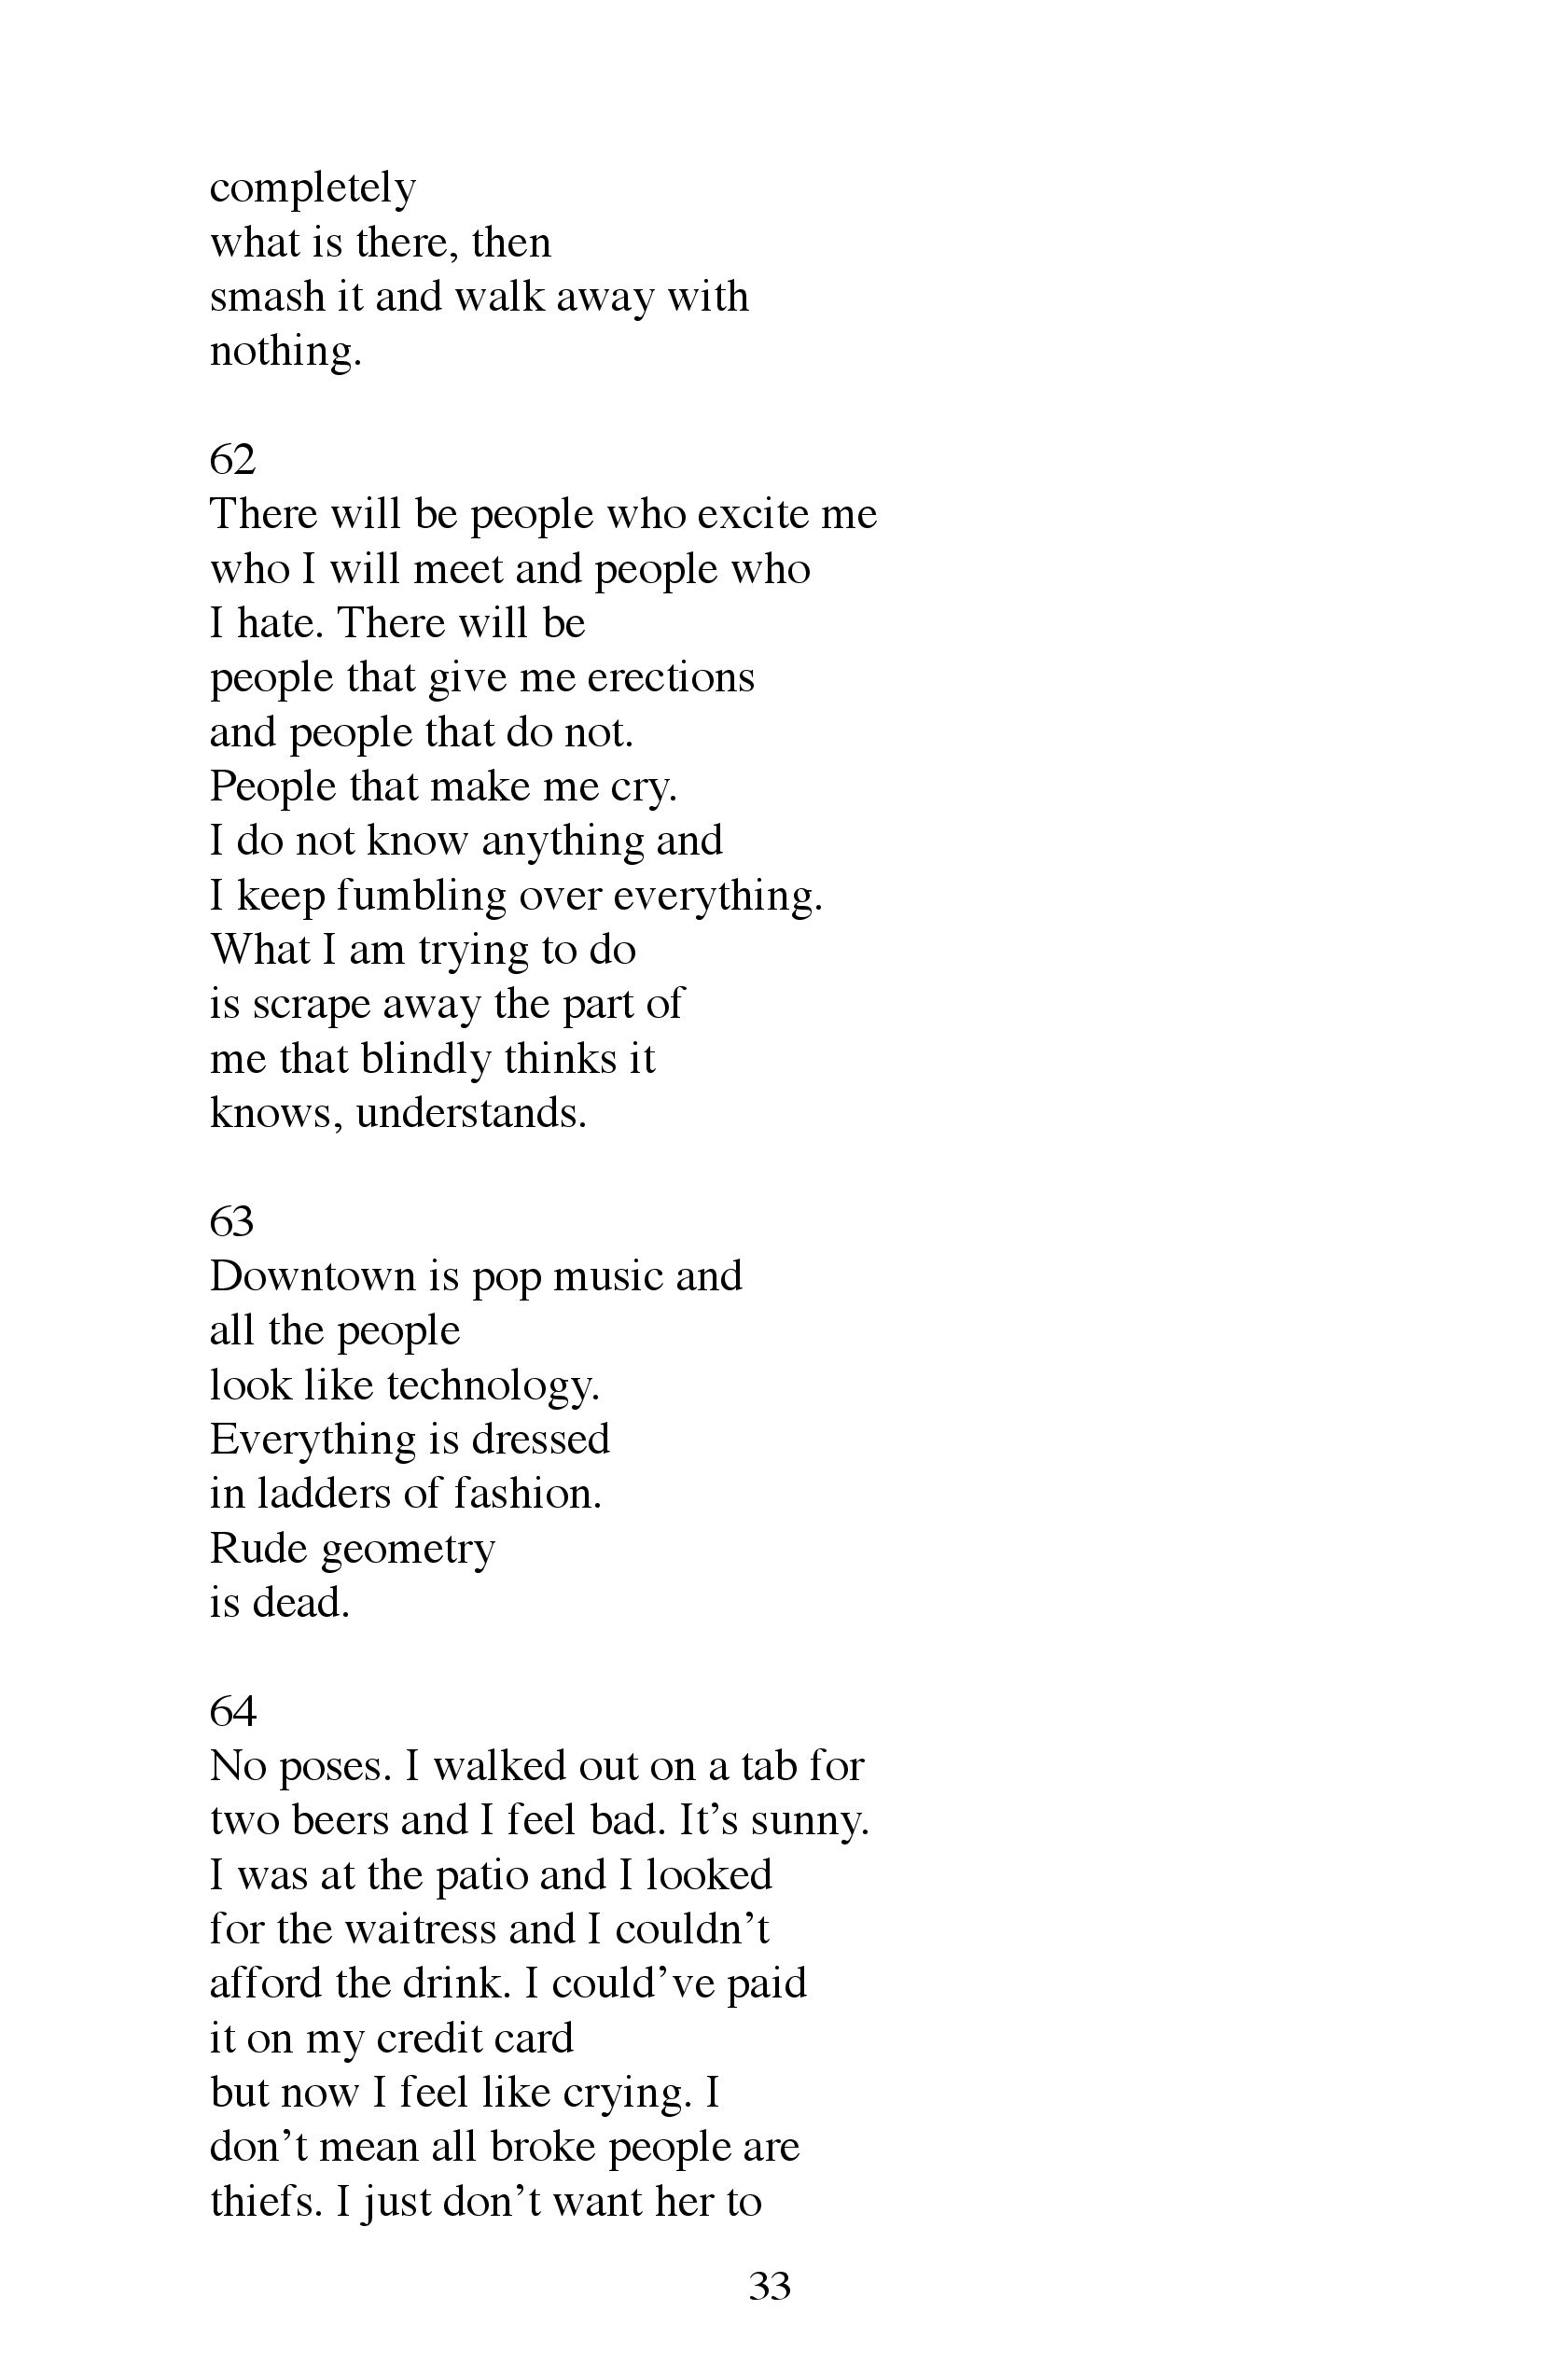 completely
what is there, then
smash it and walk away with
nothing.
62
There will be people who excite me
who I will meet and people who
I hate. There will be
people that give me erections
and people that do not.
People that make me cry.
I do not know anything and
I keep fumbling over everything.
What I am trying to do
is scrape away the part of
me that blindly thinks it
knows, understands.
63
Downtown is pop music and
all the people
look like technology.
Everything is dressed
in ladders of fashion.
Rude geometry
is dead.
64
No poses. I walked out on a tab for
two beers and I feel bad. It’s sunny.
I was at the patio and I looked
for the waitress and I couldn’t
afford the drink. I could’ve paid
it on my credit card
but now I feel like crying. I
don’t mean all broke people are
thiefs. I just don’t want her to
33